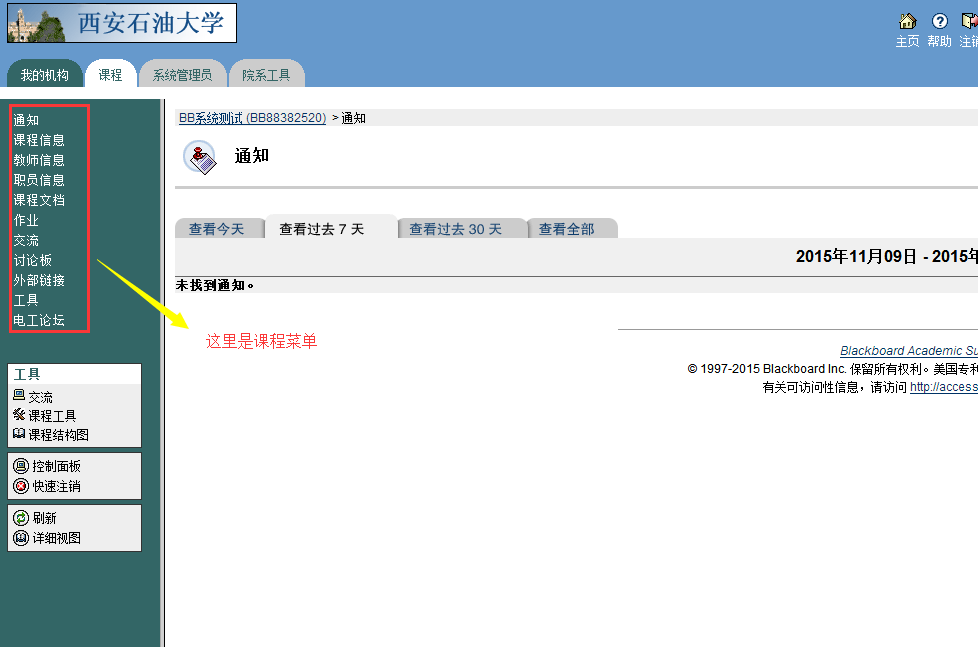 西安石油大学
主页 帮助 注销
我的机构 课程 系统管理员 院系工具
通知
课程信息
教师信息
职员信息
课程文档
作业
交流
讨论板
外部链接
工具
电工论坛
工具
交流
课程工具
课程结构图
控制面板
快速注销
刷新
详细视图
BB系统测试 (BB88382520) > 通知
通知
查看今天 查看过去 7 天 查看过去 30 天 查看全部
2015年11月09日 - 2015年
未找到通知。
这里是课程菜单
Blackboard Academic Su
© 1997-2015 Blackboard Inc. 保留所有权利。美国专利
有关可访问性信息，请访问 http://access